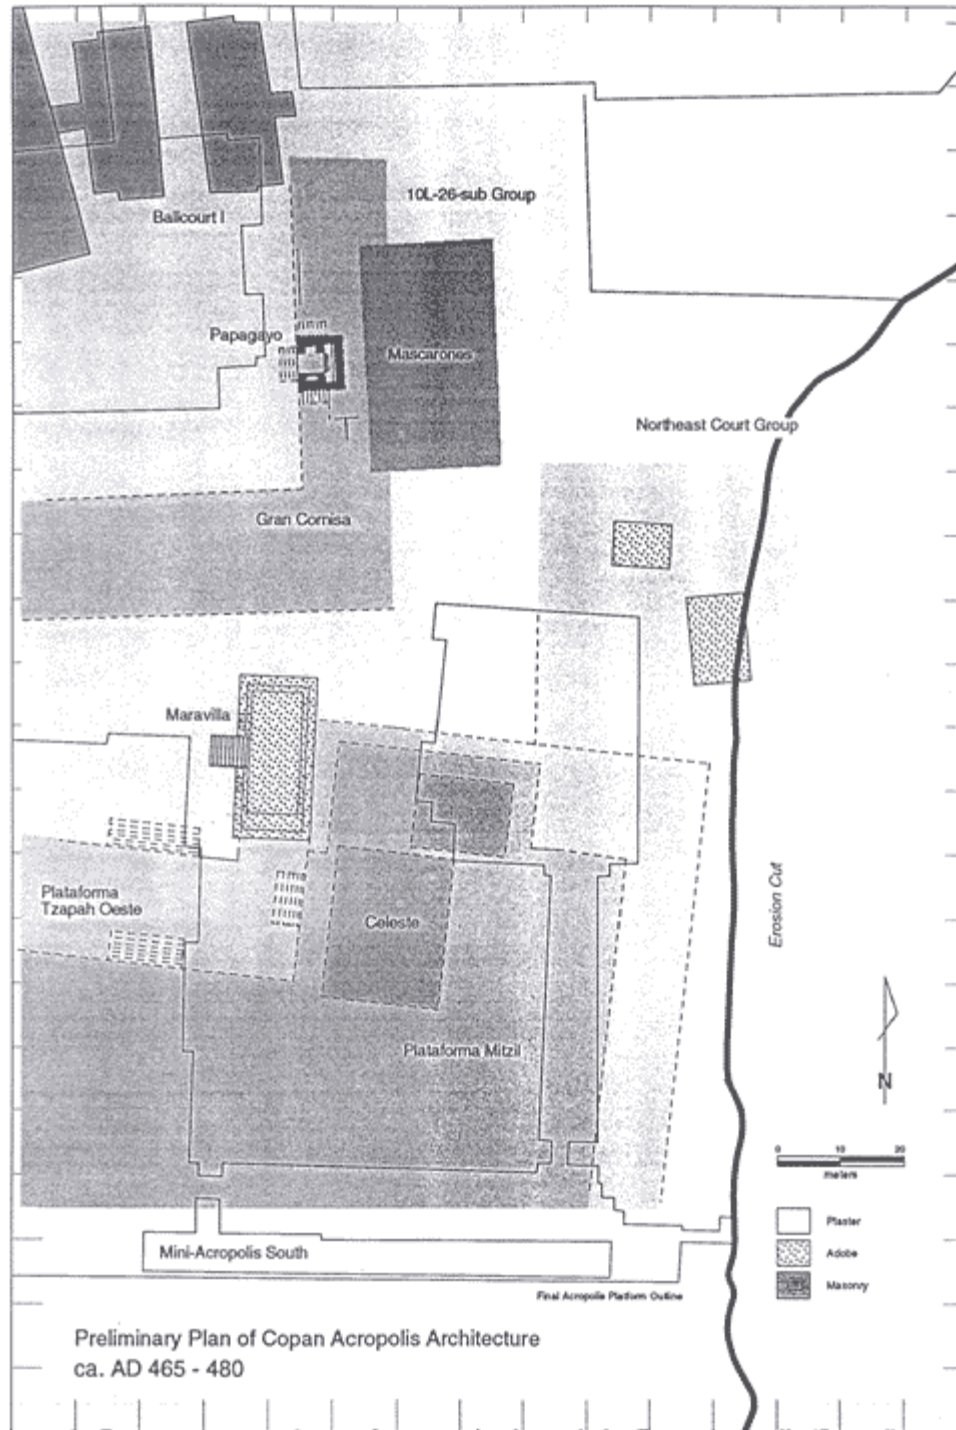 10L-26-sub Group
Ballcourt I
Papagayo
Mascarones
Northeast Court Group
Gran Cornisa
Maravilla
Plataforma
Tzapah Oeste
Celeste
Erosion Cut
Plataforma Mitzil
N
0 10 20
meters
Plaster
Adobe
Masonry
Mini-Acropolis South
Final Acropolis Platform Outline
Preliminary Plan of Copan Acropolis Architecture
ca. AD 465 - 480